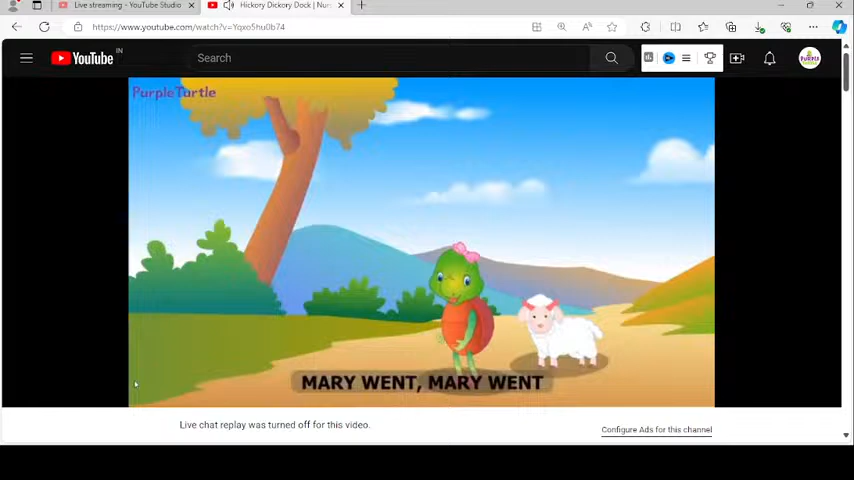 Live streaming - YouTube Studio
Hickory Dickory Dock | Nur
https://www.youtube.com/watch?v=Yqxo5hu0b74
YouTube IN
Search
PurpleTurtle
MARY WENT, MARY WENT
Live chat replay was turned off for this video.
Configure Ads for this channel